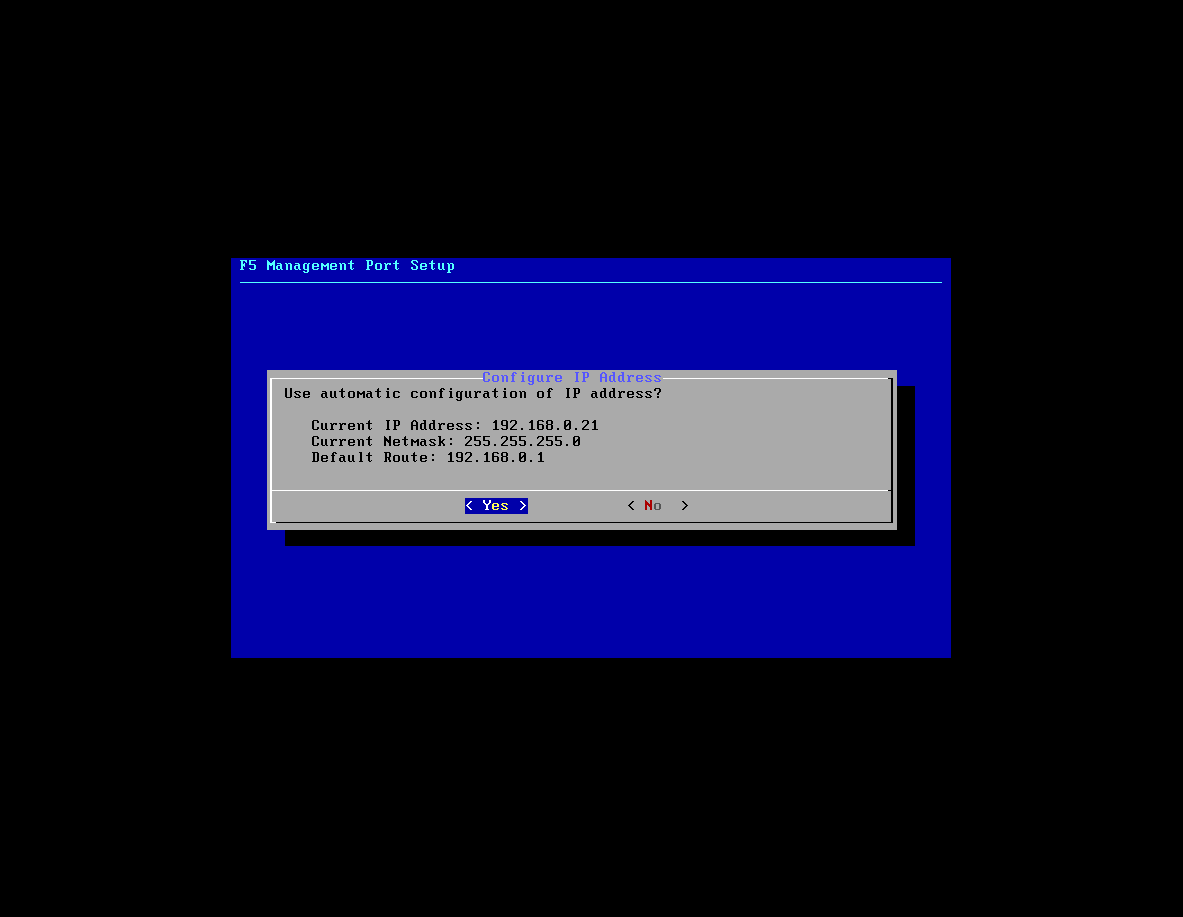 F5 Management Port Setup
Configure IP Address
Use automatic configuration of IP address?
Current IP Address: 192.168.0.21
Current Netmask: 255.255.255.0
Default Route: 192.168.0.1
< Yes > < No >